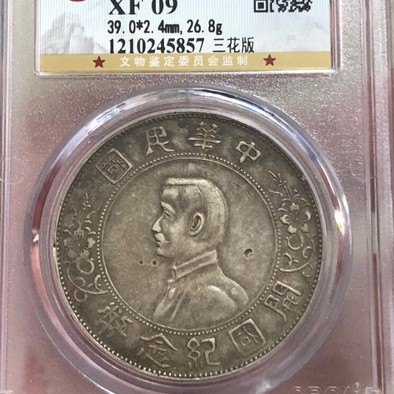 XF 09
39.0*2.4mm,26.8g
1210245857 三花版
★ 文物鉴定委员会监制 ★
中華民國
開國紀念幣